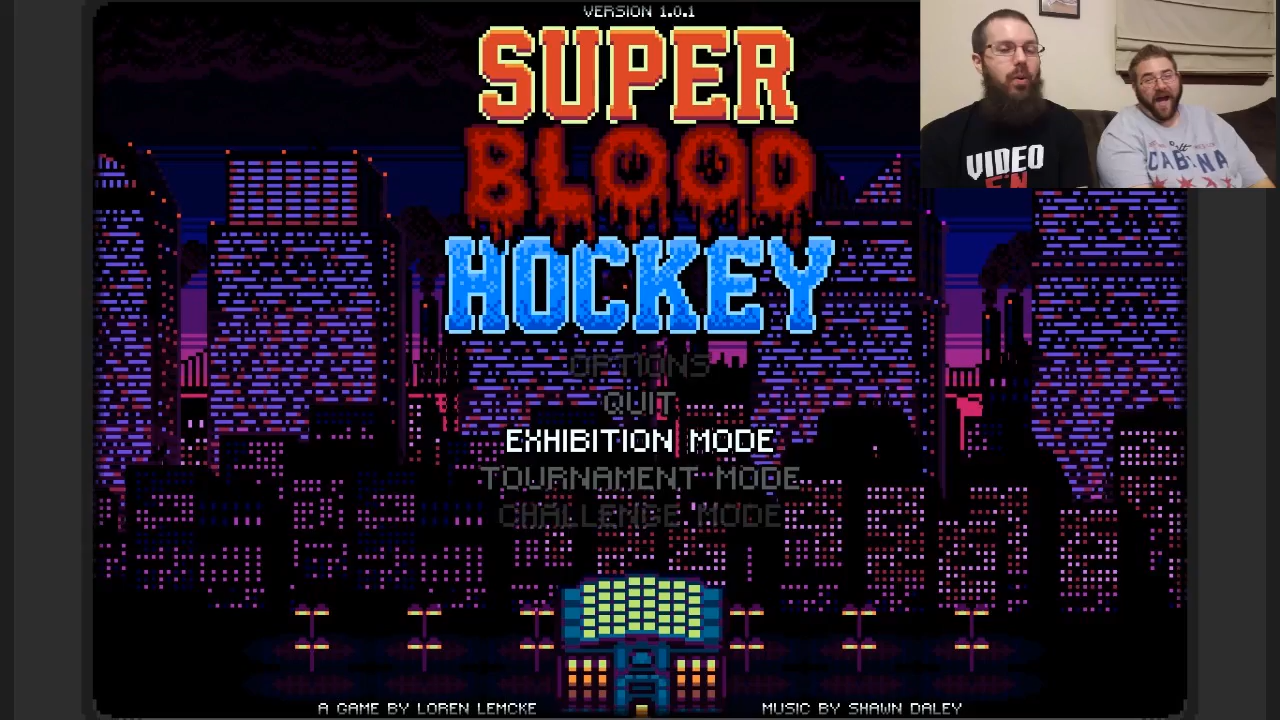 VERSION 1.0.1
SUPER
BLOOD
HOCKEY
OPTIONS
QUIT
EXHIBITION MODE
TOURNAMENT MODE
CHALLENGE MODE
A GAME BY LOREN LEMCKE
MUSIC BY SHAWN DALEY
VIDEO